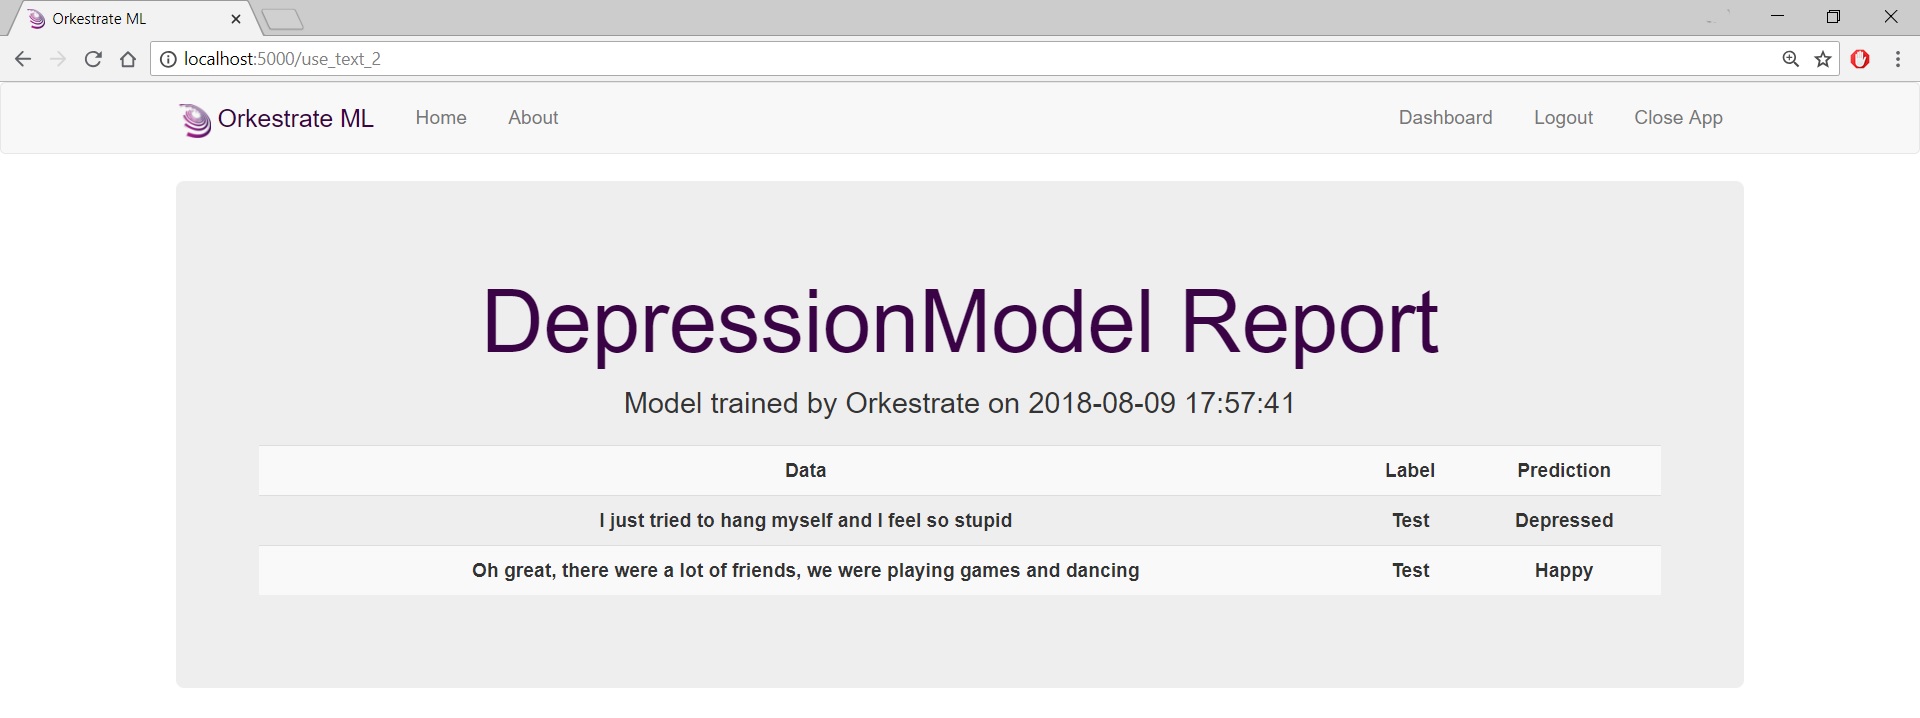 Orkestrate ML
localhost:5000/use_text_2
Orkestrate ML Home About Dashboard Logout Close App
DepressionModel Report
Model trained by Orkestrate on 2018-08-09 17:57:41
Data Label Prediction
I just tried to hang myself and I feel so stupid Test Depressed
Oh great, there were a lot of friends, we were playing games and dancing Test Happy